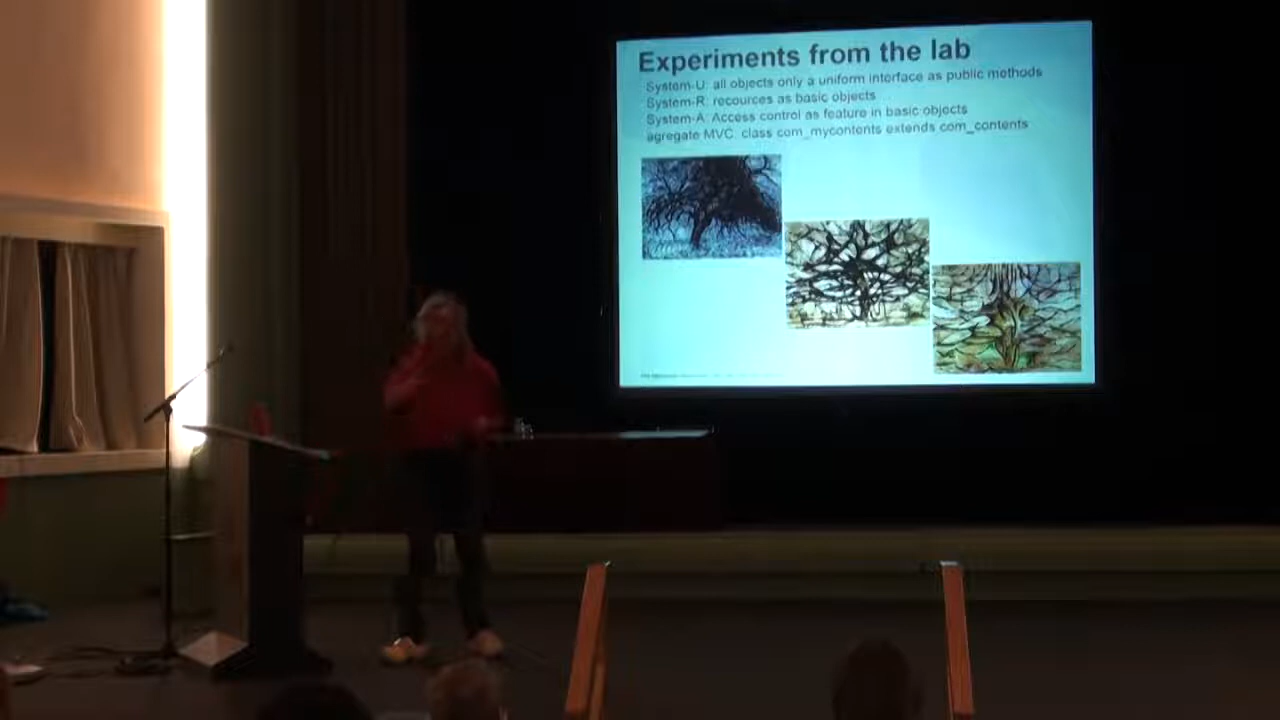 Experiments from the lab
System-U: all objects only a uniform interface as public methods
System-R: recources as basic objects
System-A: Access control as feature in basic objects
agregate MVC: class com_mycontents extends com_contents